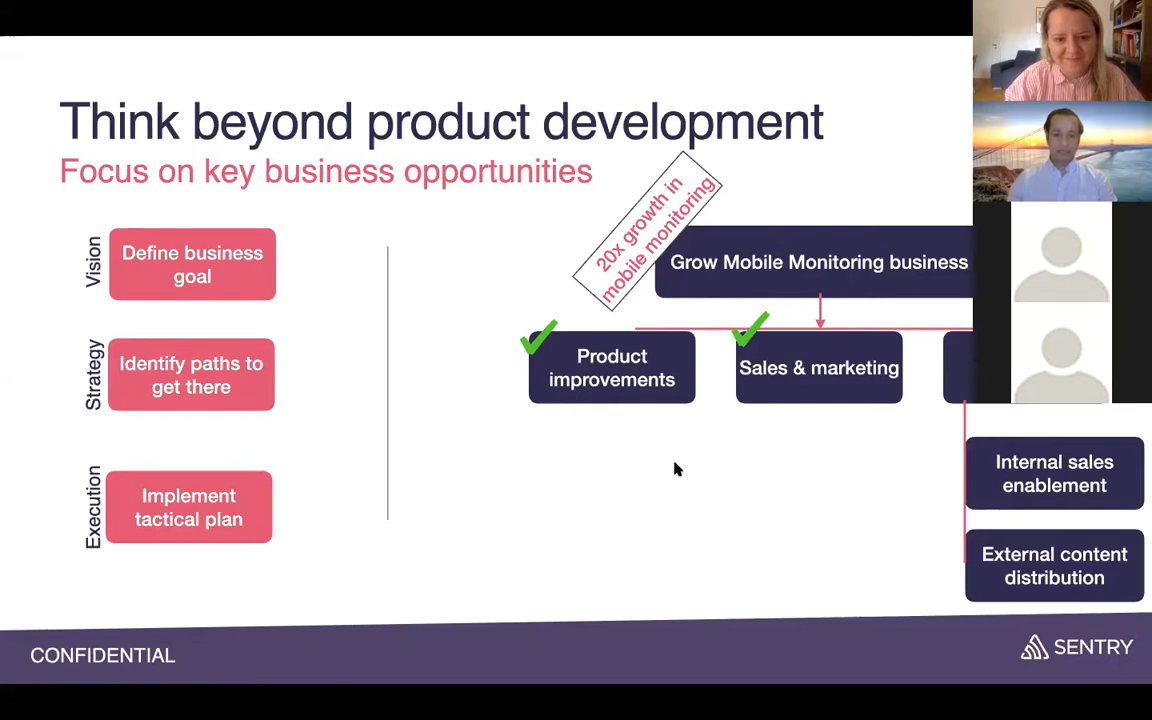 Think beyond product development
Focus on key business opportunities
Vision
Define business
goal
Strategy
Identify paths to
get there
Execution
Implement
tactical plan
20x growth in
mobile monitoring
Grow Mobile Monitoring business
Product
improvements
Sales & marketing
Internal sales
enablement
External content
distribution
CONFIDENTIAL
SENTRY